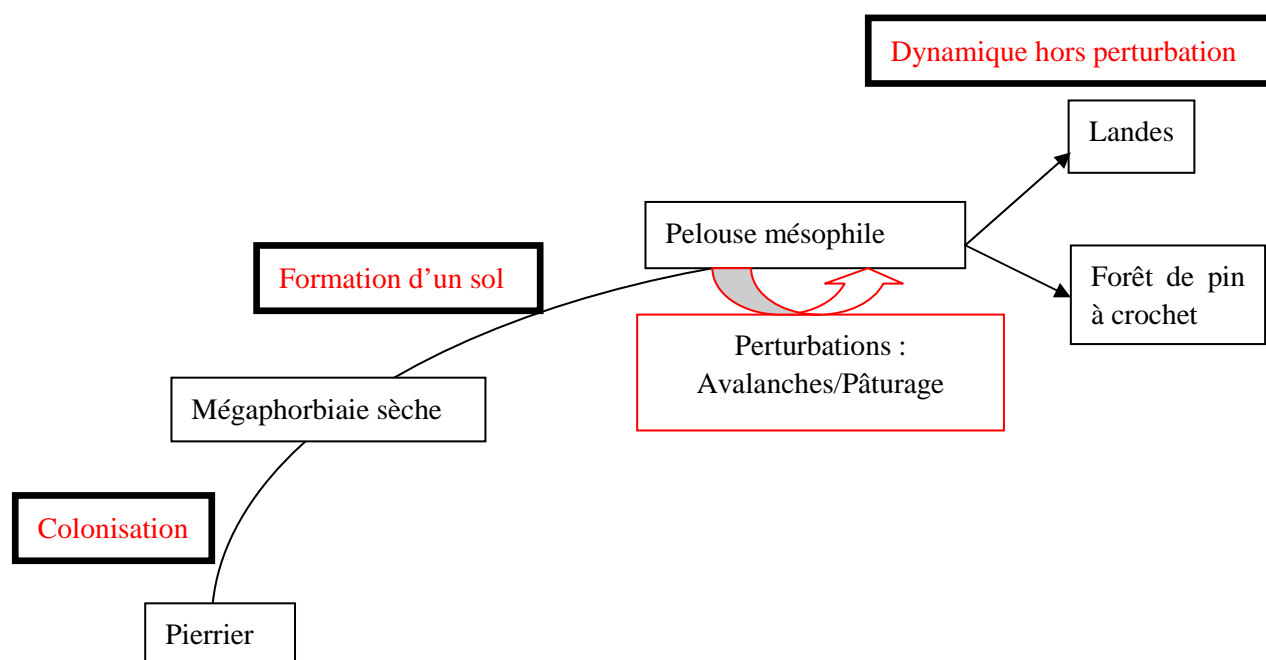 Dynamique hors perturbation
Landes
Pelouse mésophile
Formation d’un sol
Forêt de pin
à crochet
Perturbations :
Avalanches/Pâturage
Mégaphorbiaie sèche
Colonisation
Pierrier